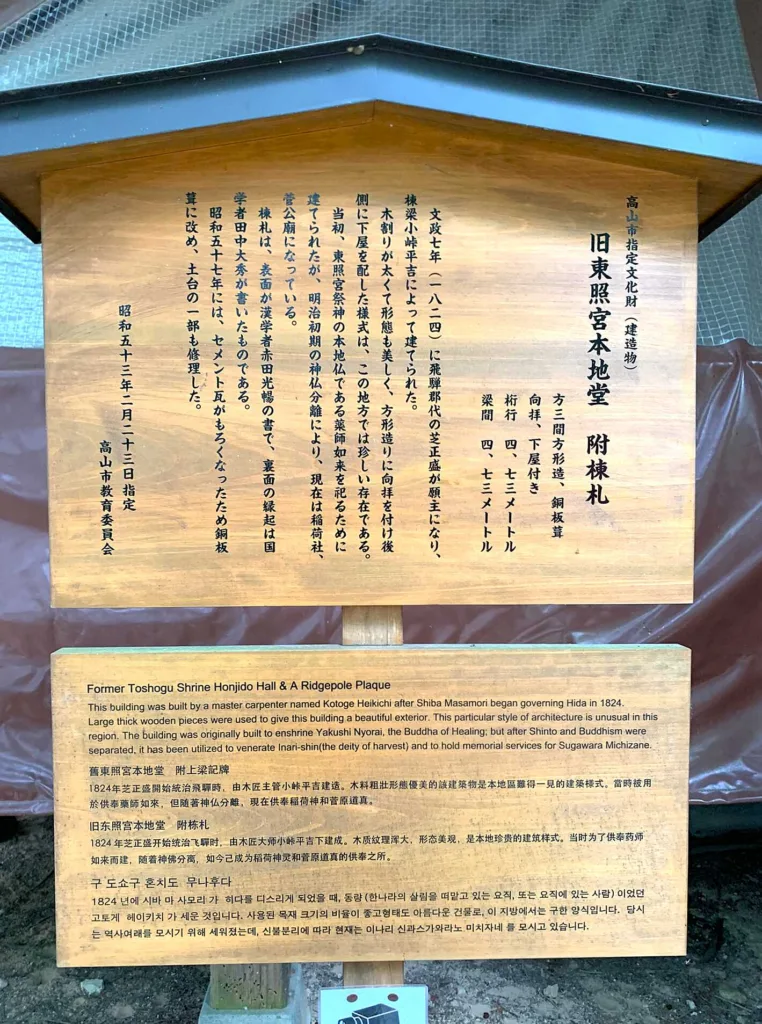 高山市指定文化財（建造物）
旧東照宮本地堂　附棟札
方三間方形造、銅板葺
向拝、下屋付き
桁行　四、七三メートル
梁間　四、七三メートル
文政七年（一八二四）に飛騨郡代の芝正盛が願主になり、
棟梁小峠平吉によって建てられた。
木割りが太くて形態も美しく、方形造りに向拝を付け後
側に下屋を配した様式は、この地方では珍しい存在である。
当初、東照宮祭神の本地仏である薬師如来を祀るために
建てられたが、明治初期の神仏分離により、現在は稲荷社、
菅公廟になっている。
棟札は、表面が漢学者赤田光暢の書で、裏面の縁起は国
学者田中大秀が書いたものである。
昭和五十七年には、セメント瓦がもろくなったため銅板
葺に改め、土台の一部も修理した。
昭和五十三年二月二十三日指定
高山市教育委員会
Former Toshogu Shrine Honjido Hall & A Ridgepole Plaque
This building was built by a master carpenter named Kotoge Heikichi after Shiba Masamori began governing Hida in 1824.
Large thick wooden pieces were used to give this building a beautiful exterior. This particular style of architecture is unusual in this
region. The building was originally built to enshrine Yakushi Nyorai, the Buddha of Healing; but after Shinto and Buddhism were
separated, it has been utilized to venerate Inari-shin(the deity of harvest) and to hold memorial services for Sugawara Michizane.
舊東照宮本地堂　附上梁記牌
1824年芝正盛開始統治飛驒時，由木匠主管小峠平吉建造。木料粗壯形態優美的該建築物是本地區難得一見的建築樣式。當時被用
於供奉藥師如來，但隨著神仏分離，現在供奉稲荷神和菅原道真。
旧东照宫本地堂　附栋札
1824年芝正盛开始统治飞驒时，由木匠大师小峠平吉下建成。木质纹理浑大，形态美观，是本地珍贵的建筑样式。当时为了供奉药师
如来而建，随着神佛分离，如今己成为稻荷神灵和菅原道真的供奉之所。
구 도쇼구 혼치도  무나후다
1824 년에 시바 마 사모리 가  히다를 디스리게 되었을 때, 동량 (한나라의 살림을 떠맡고 있는 요직, 또는 요직에 있는 사람) 이었던
고토게  헤이키치 가 세운 것입니다. 사용된 목재 크기의 비율이 좋고형태도 아름다운 건물로, 이 지방에서는 구한 양식입니다. 당시
는 역사여래를 모시기 위해 세워졌는데, 신불분리에 따라 현재는 이나리 신과스가와라노 미치자네 를 모시고 있습니다.